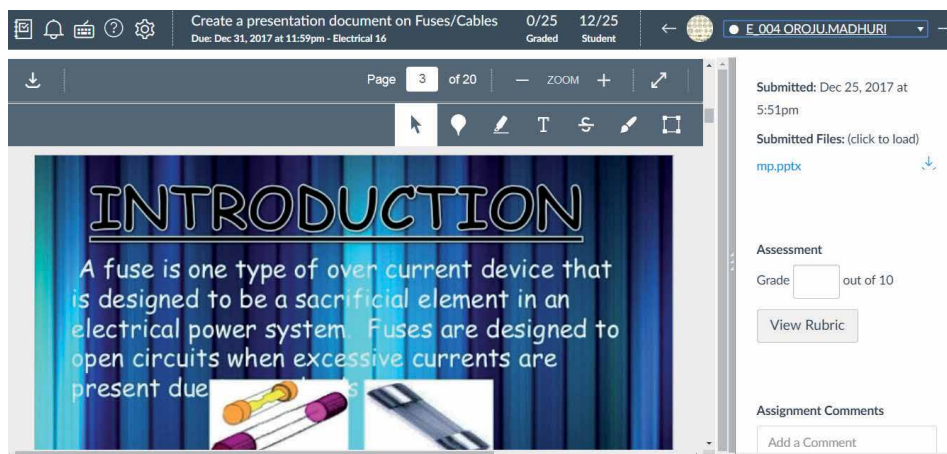 Create a presentation document on Fuses/Cables
Due: Dec 31, 2017 at 11:59pm - Electrical 16
0/25
Graded
12/25
Student
E_004 OROJU.MADHURI
Page 3 of 20
ZOOM
T
S
INTRODUCTION
A fuse is one type of over current device that
is designed to be a sacrificial element in an
electrical power system. Fuses are designed to
open circuits when excessive currents are
present due
Submitted: Dec 25, 2017 at
5:51pm
Submitted Files: (click to load)
mp.pptx
Assessment
Grade out of 10
View Rubric
Assignment Comments
Add a Comment